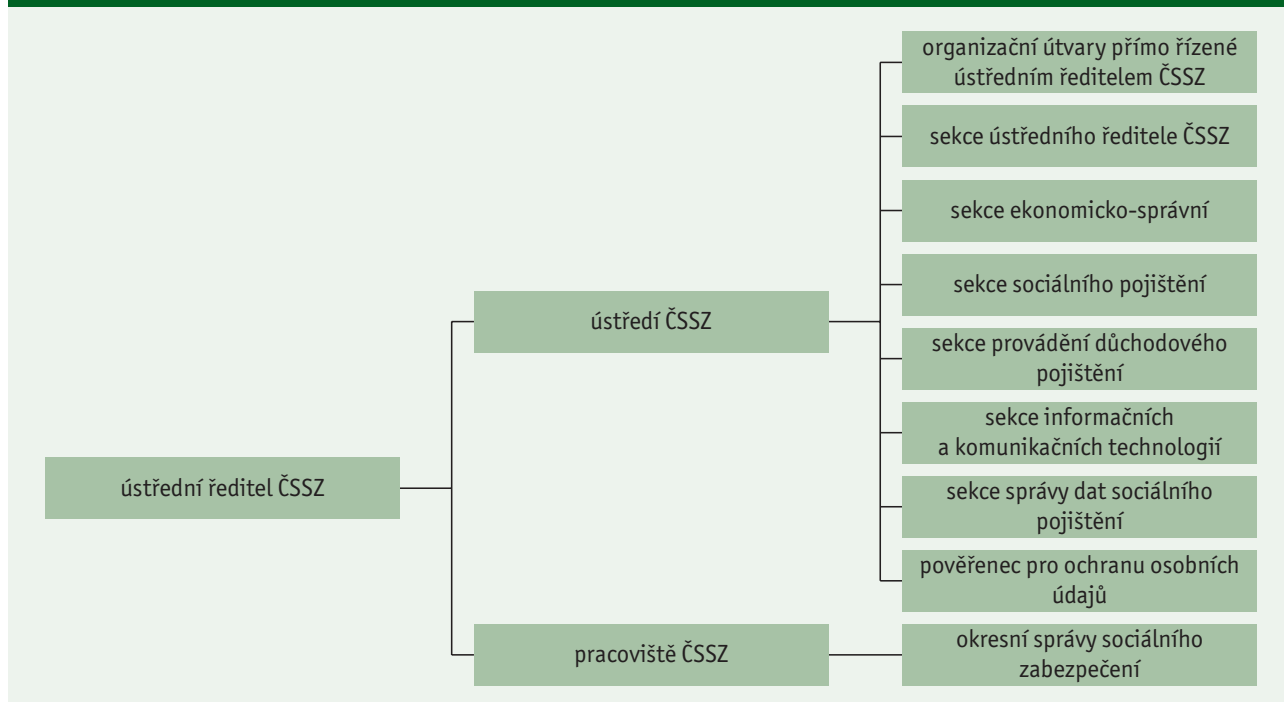 organizační útvary přímo řízené
ústředním ředitelem ČSSZ
sekce ústředního ředitele ČSSZ
sekce ekonomicko-správní
sekce sociálního pojištění
ústředí ČSSZ
sekce provádění důchodového
pojištění
sekce informačních
a komunikačních technologií
ústřední ředitel ČSSZ
sekce správy dat sociálního
pojištění
pověřenec pro ochranu osobních
údajů
pracoviště ČSSZ
okresní správy sociálního
zabezpečení